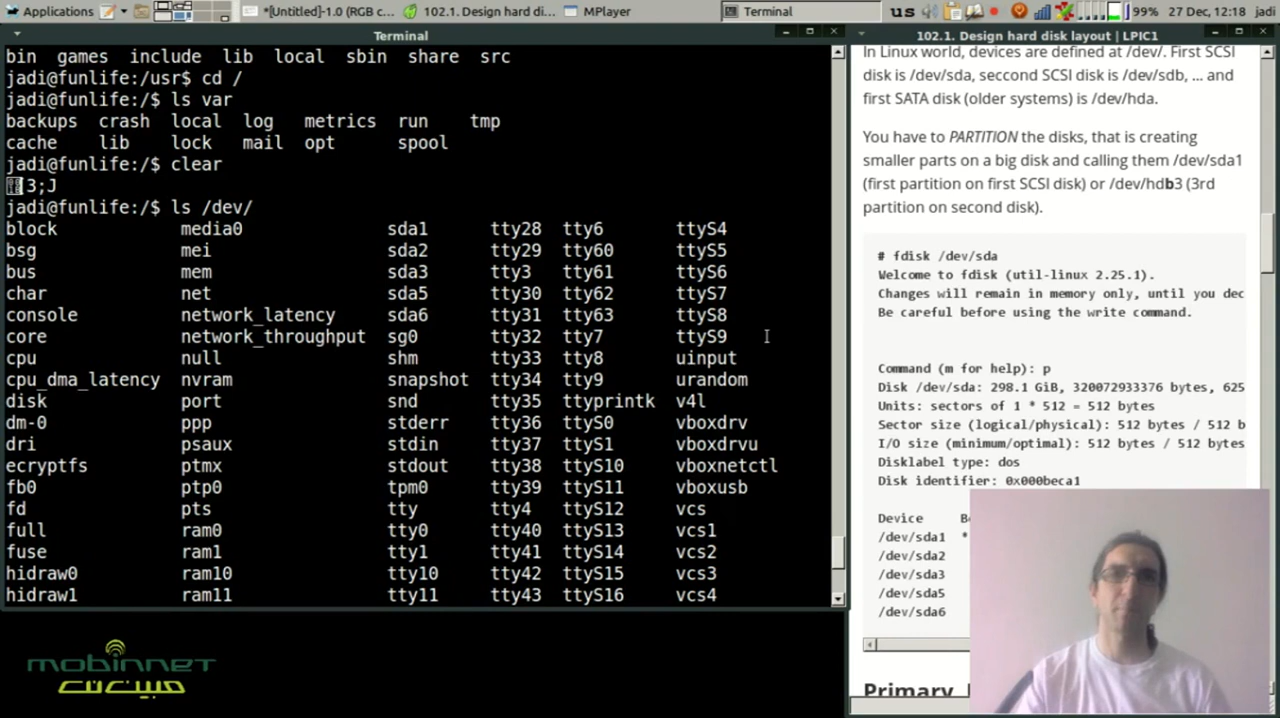 Applications
*[Untitled]-1.0 (RGB c...
102.1. Design hard di...
MPlayer
Terminal
us
99%
27 Dec, 12:18
jadi
Terminal
bin games include lib local sbin share src
jadi@funlife:/usr$ cd /
jadi@funlife:/$ ls var
backups crash local log metrics run tmp
cache lib lock mail opt spool
jadi@funlife:/$ clear
3;J
jadi@funlife:/$ ls /dev/
block media0 sda1 tty28 tty6 ttyS4
bsg mei sda2 tty29 tty60 ttyS5
bus mem sda3 tty3 tty61 ttyS6
char net sda5 tty30 tty62 ttyS7
console network_latency sda6 tty31 tty63 ttyS8
core network_throughput sg0 tty32 tty7 ttyS9
cpu null shm tty33 tty8 uinput
cpu_dma_latency nvram snapshot tty34 tty9 urandom
disk port snd tty35 ttyprintk v4l
dm-0 ppp stderr tty36 ttyS0 vboxdrv
dri psaux stdin tty37 ttyS1 vboxdrvu
ecryptfs ptmx stdout tty38 ttyS10 vboxnetctl
fb0 ptp0 tpm0 tty39 ttyS11 vboxusb
fd pts tty tty4 ttyS12 vcs
full ram0 tty0 tty40 ttyS13 vcs1
fuse ram1 tty1 tty41 ttyS14 vcs2
hidraw0 ram10 tty10 tty42 ttyS15 vcs3
hidraw1 ram11 tty11 tty43 ttyS16 vcs4
mobinnet
مبین‌نت
102.1. Design hard disk layout | LPIC1
In Linux world, devices are defined at /dev/. First SCSI
disk is /dev/sda, seccond SCSI disk is /dev/sdb, ... and
first SATA disk (older systems) is /dev/hda.
You have to PARTITION the disks, that is creating
smaller parts on a big disk and calling them /dev/sda1
(first partition on first SCSI disk) or /dev/hdb3 (3rd
partition on second disk).
# fdisk /dev/sda
Welcome to fdisk (util-linux 2.25.1).
Changes will remain in memory only, until you dec
Be careful before using the write command.
Command (m for help): p
Disk /dev/sda: 298.1 GiB, 320072933376 bytes, 625
Units: sectors of 1 * 512 = 512 bytes
Sector size (logical/physical): 512 bytes / 512 b
I/O size (minimum/optimal): 512 bytes / 512 bytes
Disklabel type: dos
Disk identifier: 0x000beca1
Device
/dev/sda1 *
/dev/sda2
/dev/sda3
/dev/sda5
/dev/sda6
Primary